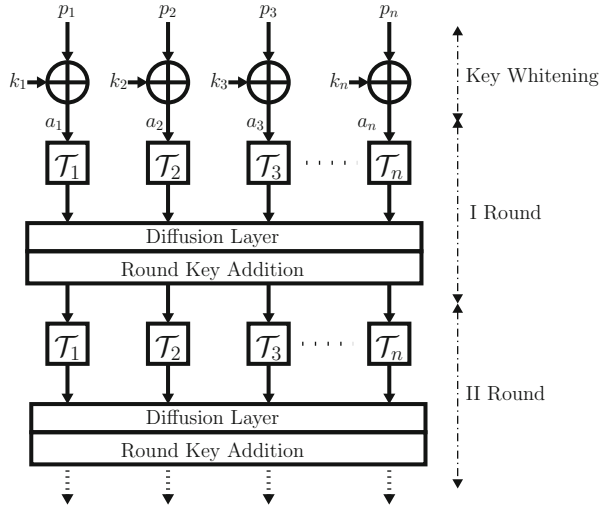 p₁ p₂ p₃ pₙ
k₁ k₂ k₃ kₙ Key Whitening
a₁ a₂ a₃ aₙ
𝒯₁ 𝒯₂ 𝒯₃ ...... 𝒯ₙ
I Round
Diffusion Layer
Round Key Addition
𝒯₁ 𝒯₂ 𝒯₃ ...... 𝒯ₙ
II Round
Diffusion Layer
Round Key Addition